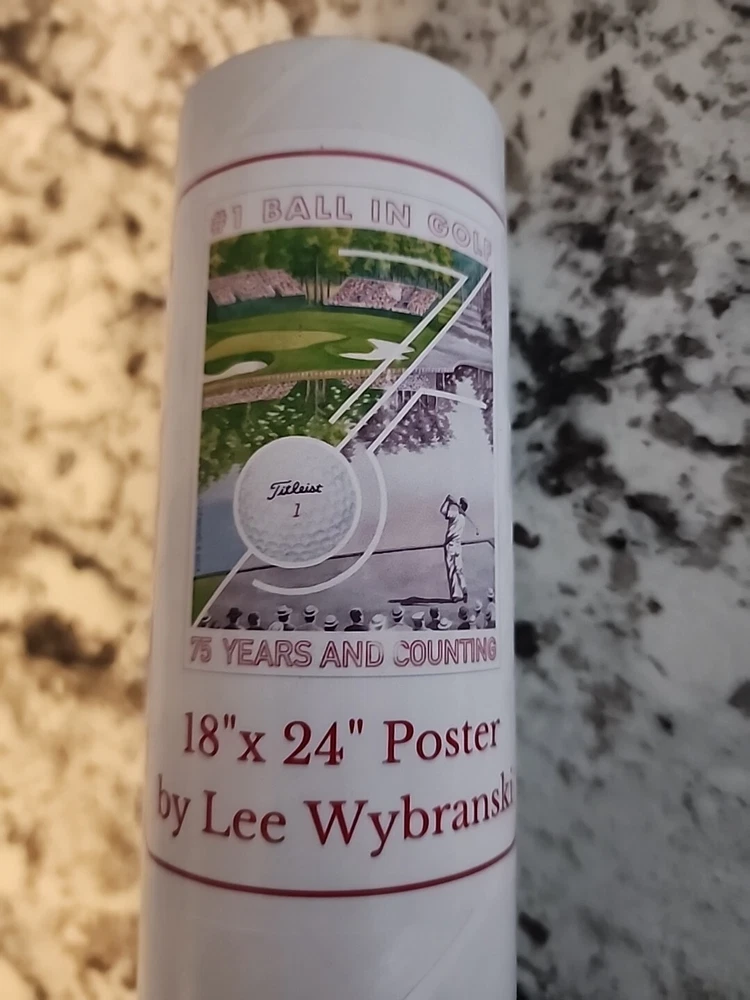 #1 BALL IN GOLF
Titleist
1
75 YEARS AND COUNTING
18"x 24" Poster
by Lee Wybranski